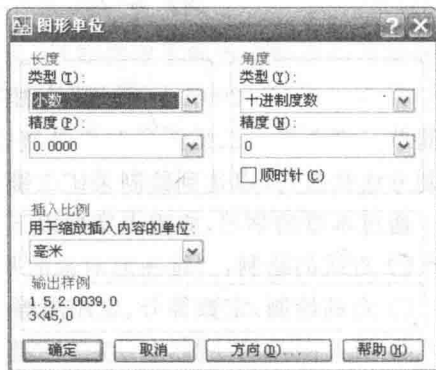 图形单位
长度
类型(T):
小数
精度(P):
0.0000
角度
类型(Y):
十进制度数
精度(N):
0
顺时针(C)
插入比例
用于缩放插入内容的单位:
毫米
输出样例
1.5,2.0039,0
3<45,0
确定 取消 方向(D)... 帮助(H)